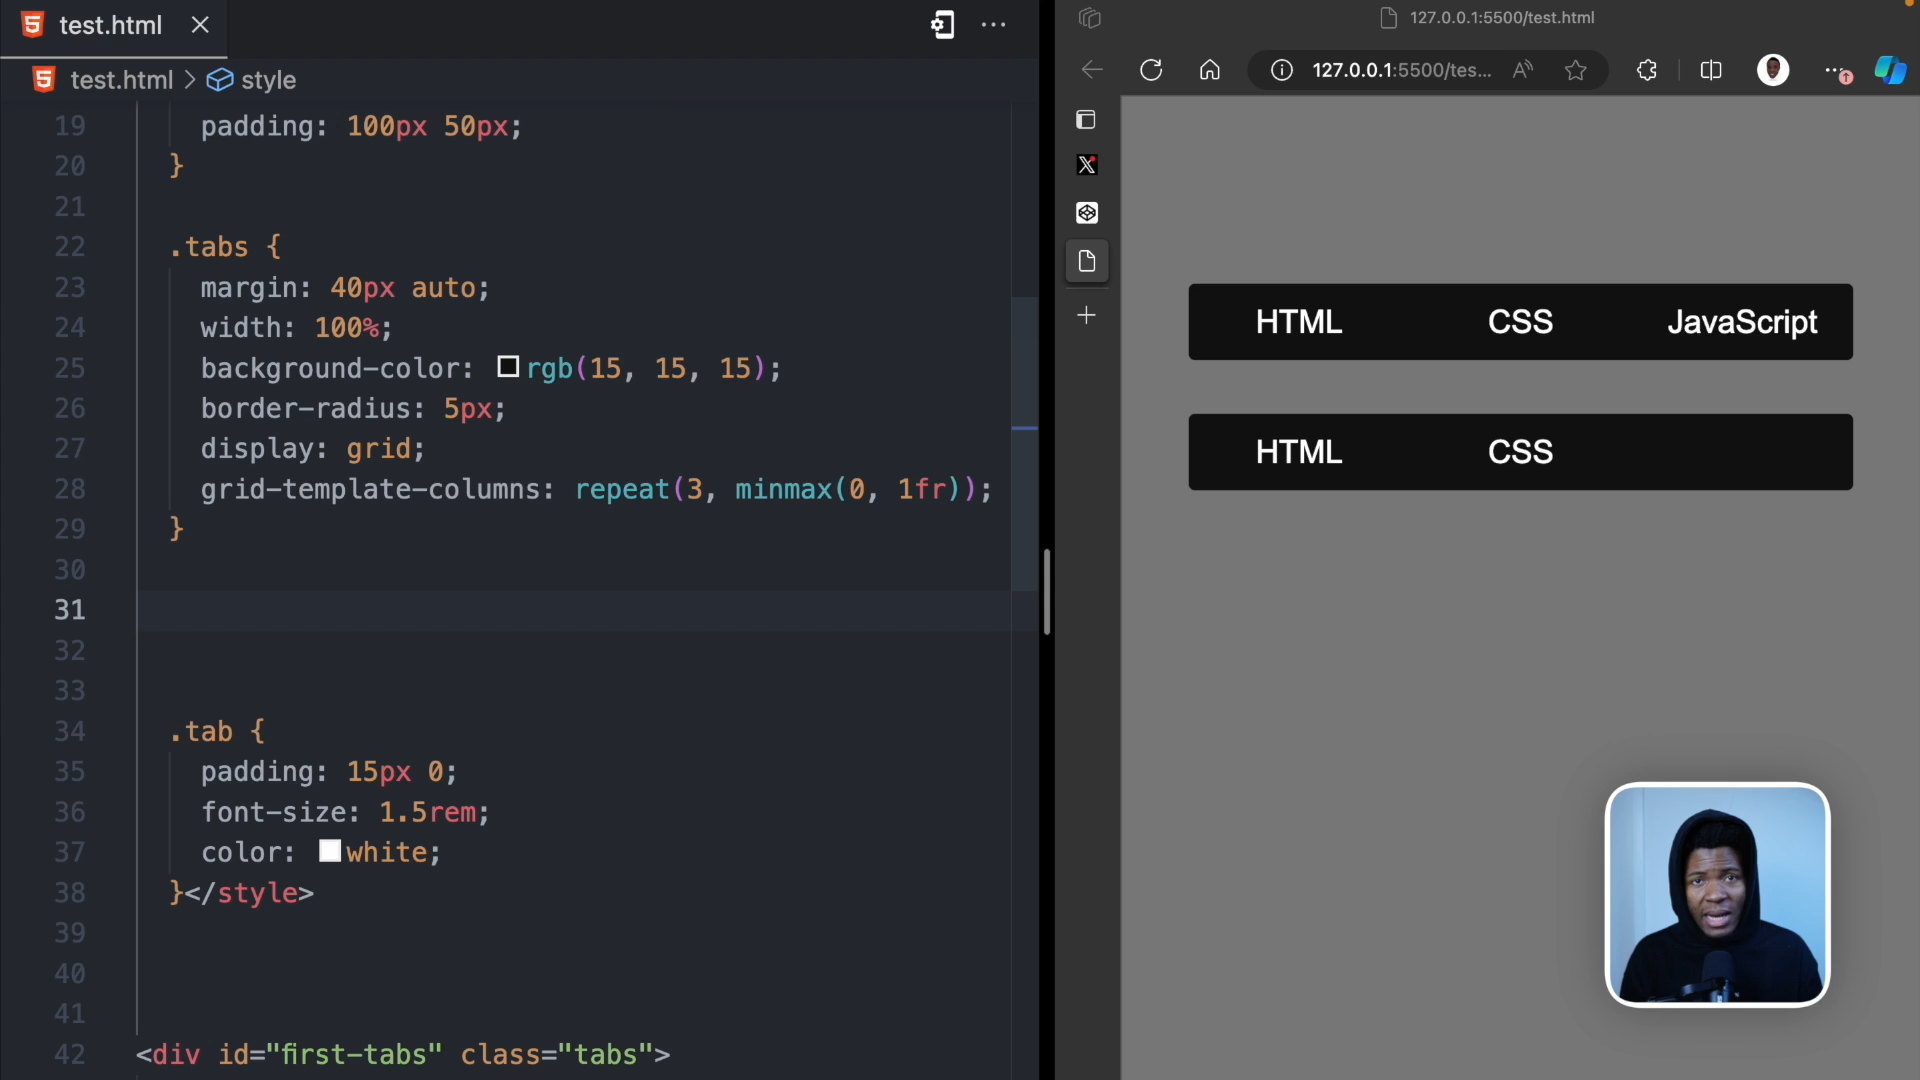 test.html
test.html > style
19 padding: 100px 50px;
20 }
21
22 .tabs {
23 margin: 40px auto;
24 width: 100%;
25 background-color: rgb(15, 15, 15);
26 border-radius: 5px;
27 display: grid;
28 grid-template-columns: repeat(3, minmax(0, 1fr));
29 }
30
31
32
33
34 .tab {
35 padding: 15px 0;
36 font-size: 1.5rem;
37 color: white;
38 }</style>
39
40
41
42 <div id="first-tabs" class="tabs">
127.0.0.1:5500/test.html
127.0.0.1:5500/tes...
HTML CSS JavaScript
HTML CSS